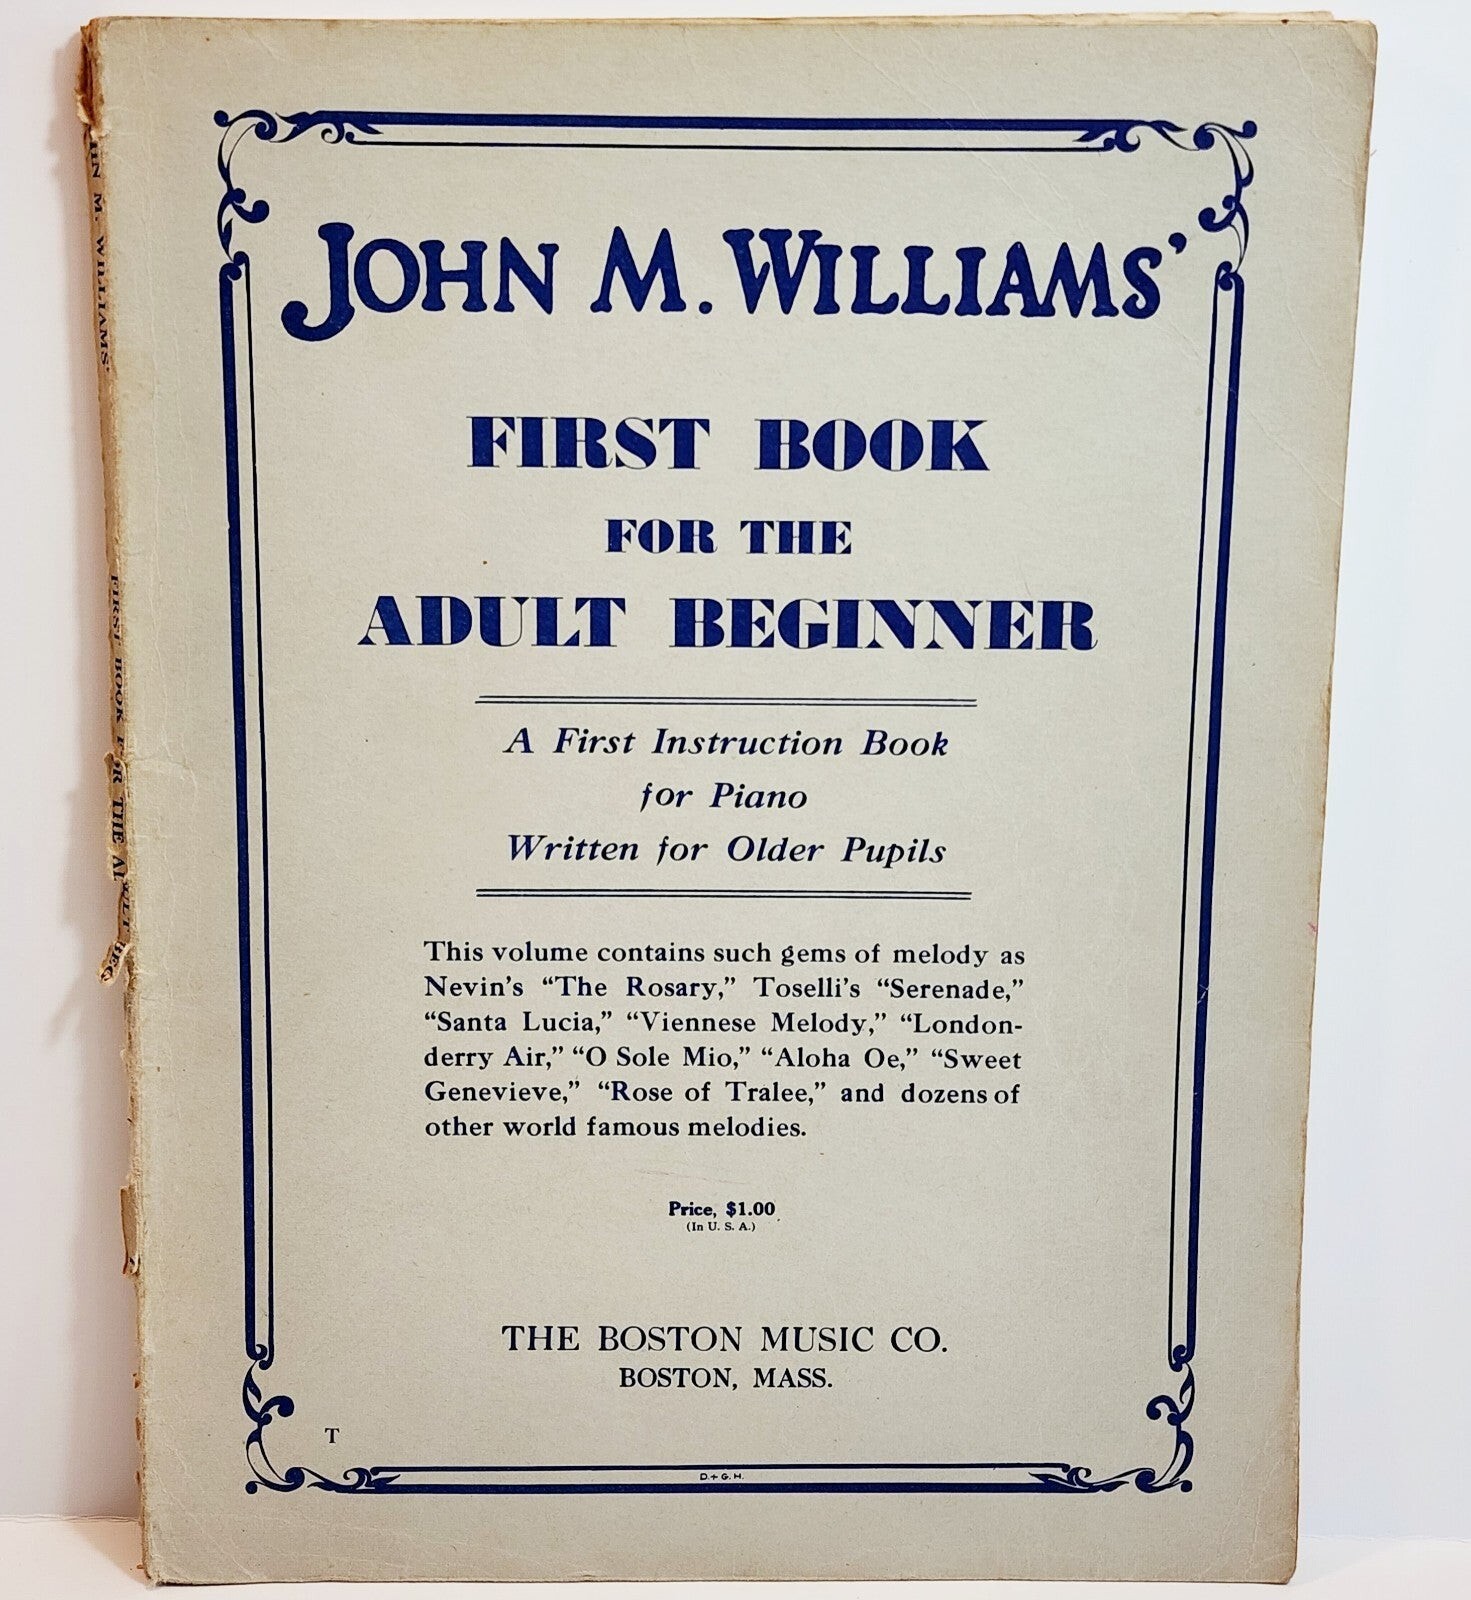 JOHN M. WILLIAMS'
FIRST BOOK
FOR THE
ADULT BEGINNER
A First Instruction Book
for Piano
Written for Older Pupils
This volume contains such gems of melody as
Nevin's “The Rosary,” Toselli's “Serenade,”
“Santa Lucia,” “Viennese Melody,” “London-
derry Air,” “O Sole Mio,” “Aloha Oe,” “Sweet
Genevieve,” “Rose of Tralee,” and dozens of
other world famous melodies.
Price, $1.00
(In U. S. A.)
THE BOSTON MUSIC CO.
BOSTON, MASS.
T
D. + G. H.
M. WILLIAMS'
FIRST BOOK THE